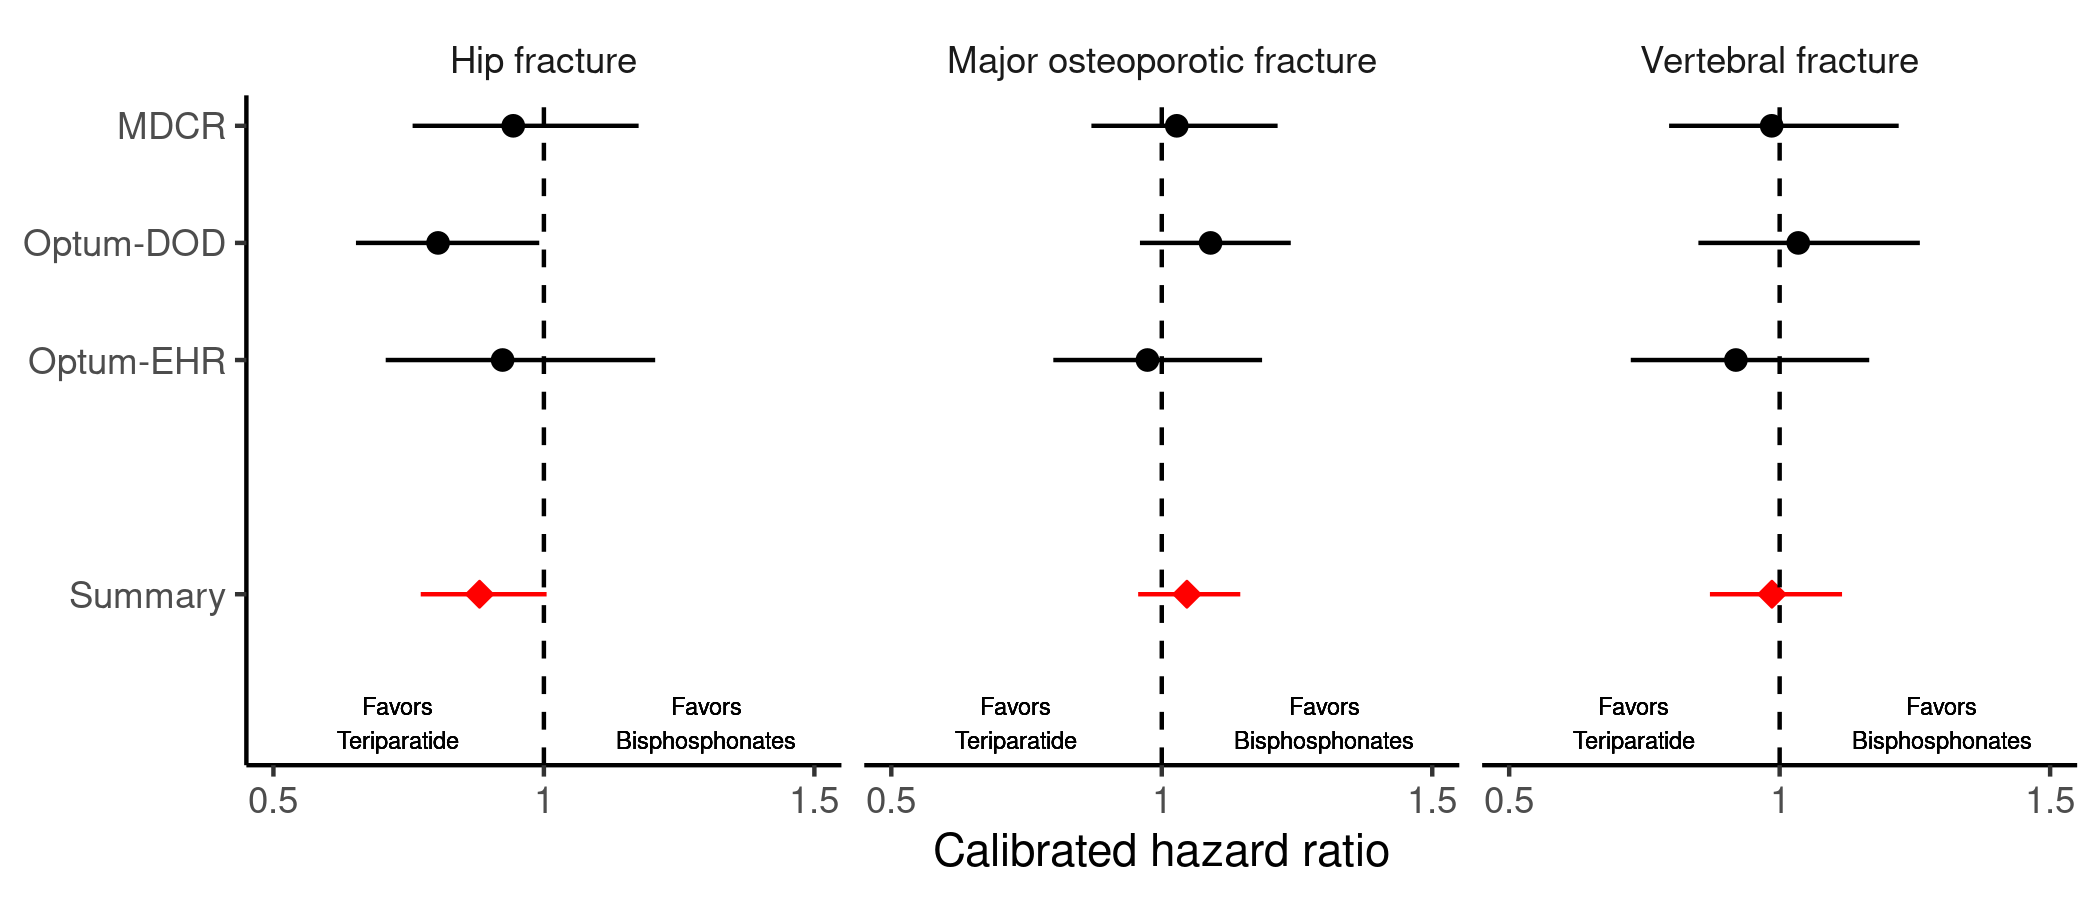 Hip fracture
Major osteoporotic fracture
Vertebral fracture
MDCR
Optum-DOD
Optum-EHR
Summary
Favors
Teriparatide
Favors
Bisphosphonates
Favors
Teriparatide
Favors
Bisphosphonates
Favors
Teriparatide
Favors
Bisphosphonates
0.5 1 1.5
0.5 1 1.5
0.5 1 1.5
Calibrated hazard ratio